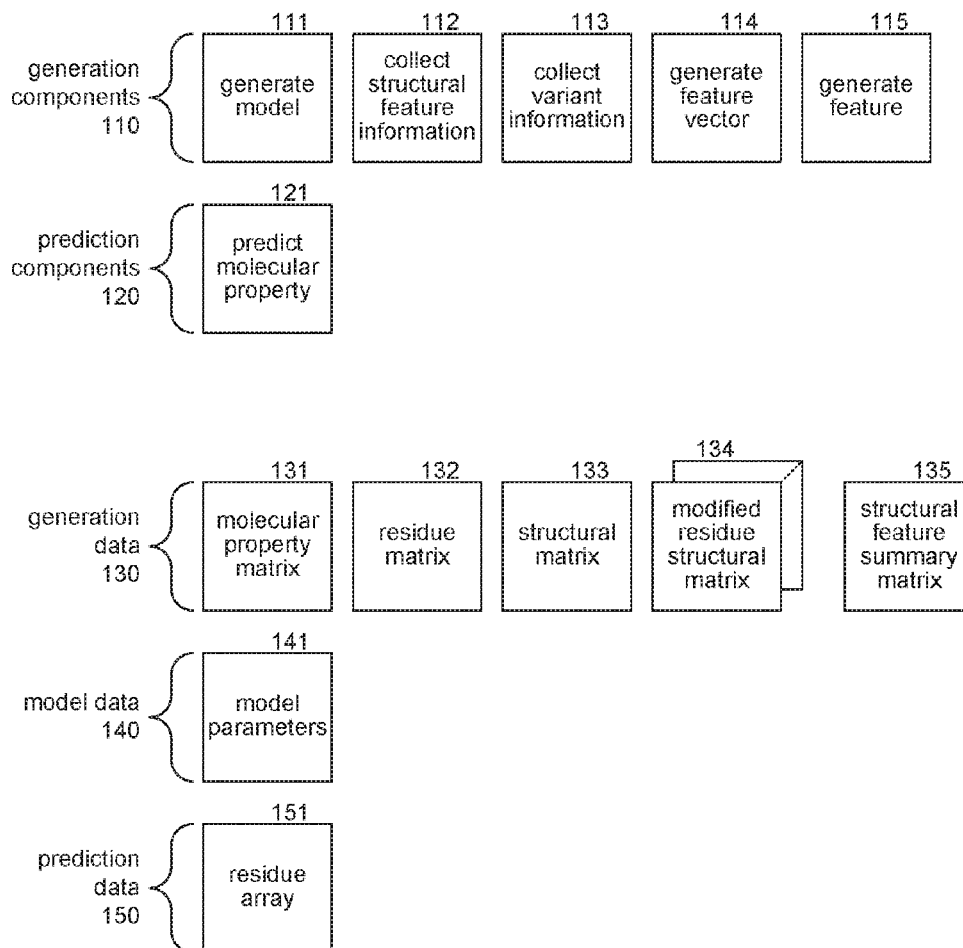 111
112
113
114
115
generation
components
110
generate
model
collect
structural
feature
information
collect
variant
information
generate
feature
vector
generate
feature
121
prediction
components
120
predict
molecular
property
131
132
133
134
135
generation
data
130
molecular
property
matrix
residue
matrix
structural
matrix
modified
residue
structural
matrix
structural
feature
summary
matrix
141
model data
140
model
parameters
151
prediction
data
150
residue
array